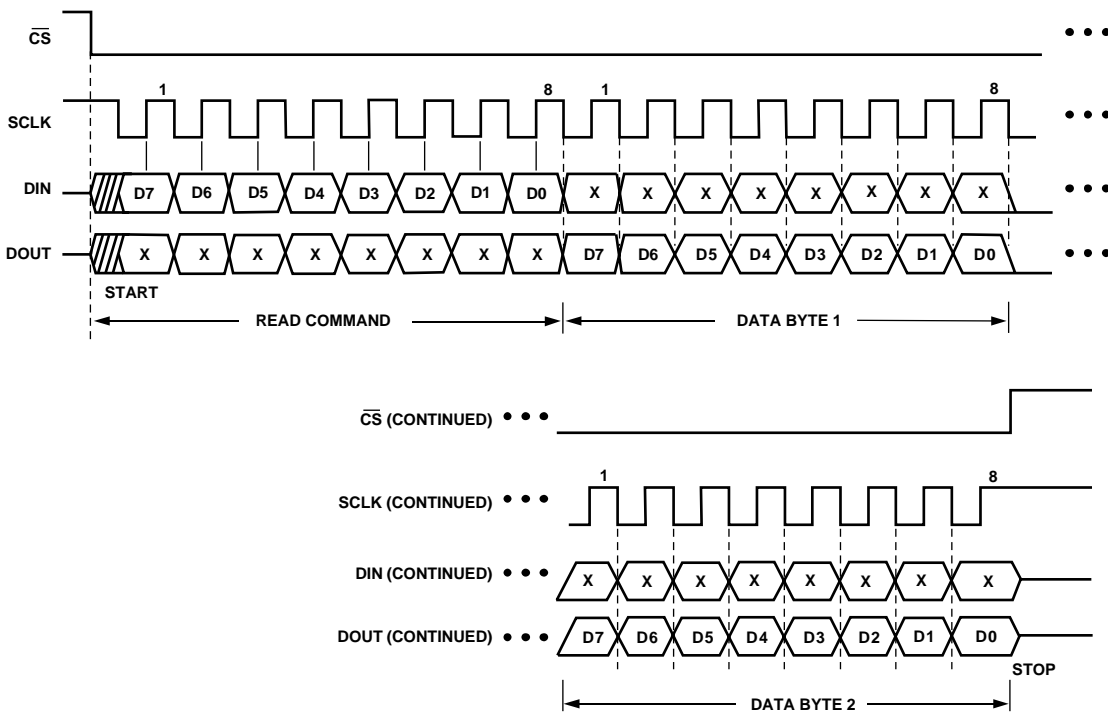 CS
1 8 1 8
SCLK
DIN D7 D6 D5 D4 D3 D2 D1 D0 X X X X X X X X
DOUT X X X X X X X X D7 D6 D5 D4 D3 D2 D1 D0
START
READ COMMAND DATA BYTE 1
CS (CONTINUED)
1 8
SCLK (CONTINUED)
DIN (CONTINUED) X X X X X X X X
DOUT (CONTINUED) D7 D6 D5 D4 D3 D2 D1 D0
STOP
DATA BYTE 2